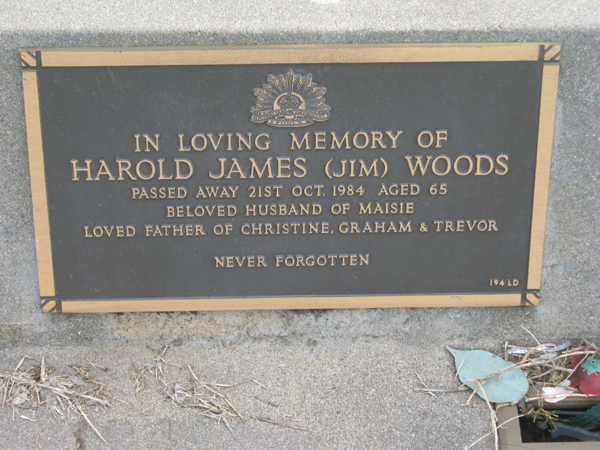 IN LOVING MEMORY OF
HAROLD JAMES (JIM) WOODS
PASSED AWAY 21ST OCT. 1984 AGED 65
BELOVED HUSBAND OF MAISIE
LOVED FATHER OF CHRISTINE, GRAHAM & TREVOR
NEVER FORGOTTEN
194 LD